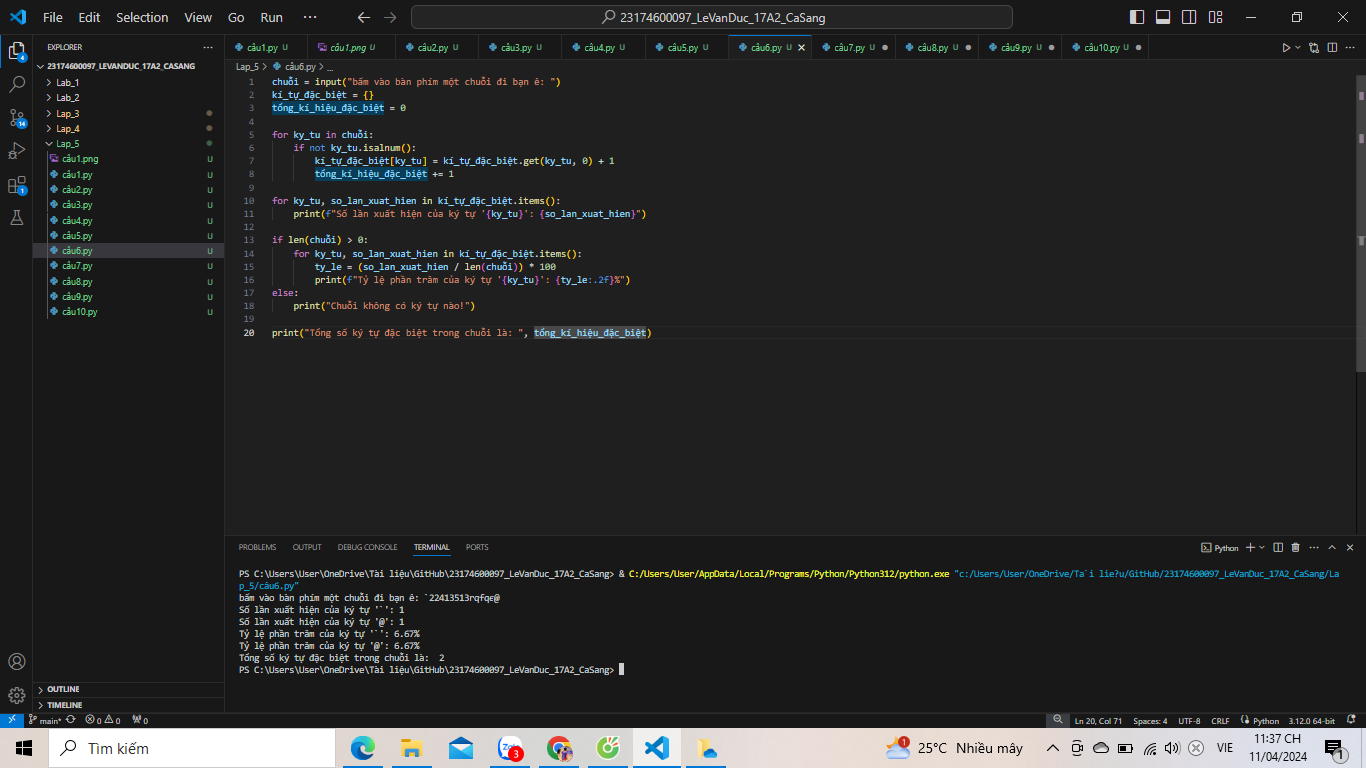 File Edit Selection View Go Run ···
23174600097_LeVanDuc_17A2_CaSang
EXPLORER ···
23174600097_LEVANDUC_17A2_CASANG
Lab_1
Lab_2
Lap_3
Lap_4
Lap_5
câu1.png U
câu1.py U
câu2.py U
câu3.py U
câu4.py U
câu5.py U
câu6.py U
câu7.py U
câu8.py U
câu9.py U
câu10.py U
OUTLINE
TIMELINE
câu1.py U câu1.png U câu2.py U câu3.py U câu4.py U câu5.py U câu6.py U câu7.py U câu8.py U câu9.py U câu10.py U
Lap_5 > câu6.py > ...
1 chuỗi = input("bấm vào bàn phím một chuỗi đi bạn ê: ")
2 kí_tự_đặc_biệt = {}
3 tổng_kí_hiệu_đặc_biệt = 0
4
5 for ky_tu in chuỗi:
6 if not ky_tu.isalnum():
7 kí_tự_đặc_biệt[ky_tu] = kí_tự_đặc_biệt.get(ky_tu, 0) + 1
8 tổng_kí_hiệu_đặc_biệt += 1
9
10 for ky_tu, so_lan_xuat_hien in kí_tự_đặc_biệt.items():
11 print(f"Số lần xuất hiện của ký tự '{ky_tu}': {so_lan_xuat_hien}")
12
13 if len(chuỗi) > 0:
14 for ky_tu, so_lan_xuat_hien in kí_tự_đặc_biệt.items():
15 ty_le = (so_lan_xuat_hien / len(chuỗi)) * 100
16 print(f"Tỷ lệ phần trăm của ký tự '{ky_tu}': {ty_le:.2f}%")
17 else:
18 print("Chuỗi không có ký tự nào!")
19
20 print("Tổng số ký tự đặc biệt trong chuỗi là: ", tổng_kí_hiệu_đặc_biệt)
PROBLEMS OUTPUT DEBUG CONSOLE TERMINAL PORTS
Python
PS C:\Users\User\OneDrive\Tài liệu\GitHub\23174600097_LeVanDuc_17A2_CaSang> & C:/Users/User/AppData/Local/Programs/Python/Python312/python.exe "c:/Users/User/OneDrive/Ta`i lie?u/GitHub/23174600097_LeVanDuc_17A2_CaSang/La
p_5/câu6.py"
bấm vào bàn phím một chuỗi đi bạn ê: `22413513rqfqe@
Số lần xuất hiện của ký tự '`': 1
Số lần xuất hiện của ký tự '@': 1
Tỷ lệ phần trăm của ký tự '`': 6.67%
Tỷ lệ phần trăm của ký tự '@': 6.67%
Tổng số ký tự đặc biệt trong chuỗi là:  2
PS C:\Users\User\OneDrive\Tài liệu\GitHub\23174600097_LeVanDuc_17A2_CaSang>
main* 0 0 0 Ln 20, Col 71 Spaces: 4 UTF-8 CRLF Python 3.12.0 64-bit
Tìm kiếm 25°C Nhiều mây VIE 11:37 CH
11/04/2024